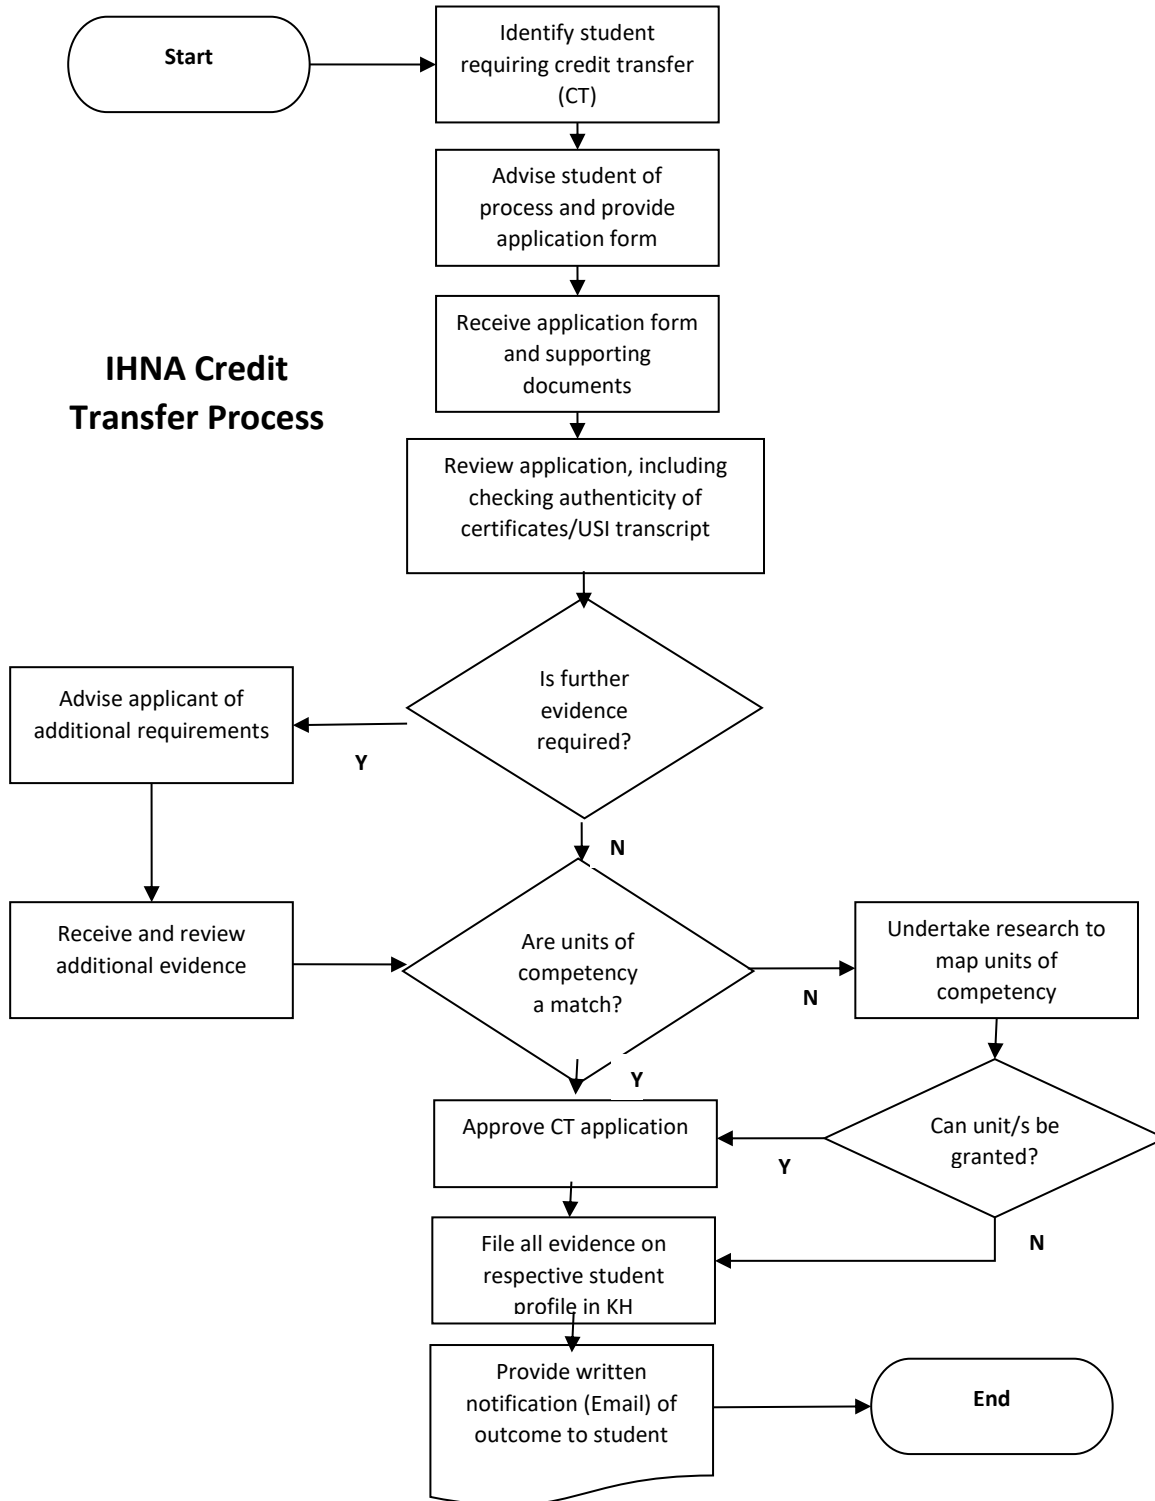 Start
Identify student
requiring credit transfer
(CT)
Advise student of
process and provide
application form
Receive application form
and supporting
documents
IHNA Credit
Transfer Process
Review application, including
checking authenticity of
certificates/USI transcript
Is further
evidence
required?
Advise applicant of
additional requirements
Y
N
Receive and review
additional evidence
Are units of
competency
a match?
Undertake research to
map units of
competency
N
Y
Approve CT application
Can unit/s be
granted?
Y
N
File all evidence on
respective student
profile in KH
Provide written
notification (Email) of
outcome to student
End